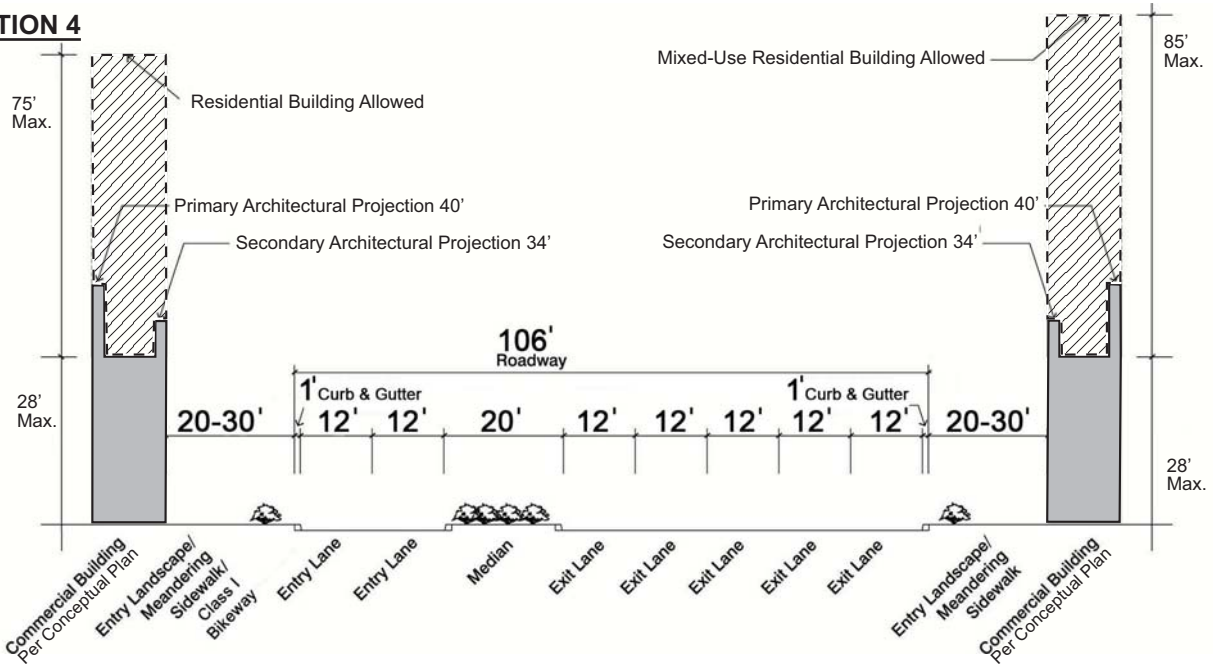 TION 4
85'
Max.
Mixed-Use Residential Building Allowed
75'
Max.
Residential Building Allowed
Primary Architectural Projection 40'
Primary Architectural Projection 40'
Secondary Architectural Projection 34'
Secondary Architectural Projection 34'
106'
Roadway
1' Curb & Gutter
1' Curb & Gutter
28'
Max.
20-30'
12'
12'
20'
12'
12'
12'
12'
12'
20-30'
28'
Max.
Commercial Building
Per Conceptual Plan
Entry Landscape/
Meandering
Sidewalk/
Class I
Bikeway
Entry Lane
Entry Lane
Median
Exit Lane
Exit Lane
Exit Lane
Exit Lane
Exit Lane
Entry Landscape/
Meandering
Sidewalk
Commercial Building
Per Conceptual Plan